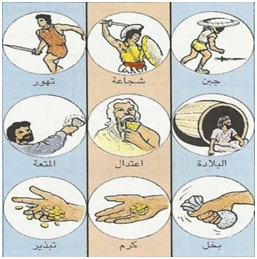 جبن
شجاعة
تهور
البلادة
اعتدال
المتعة
بخل
كرم
تبذير